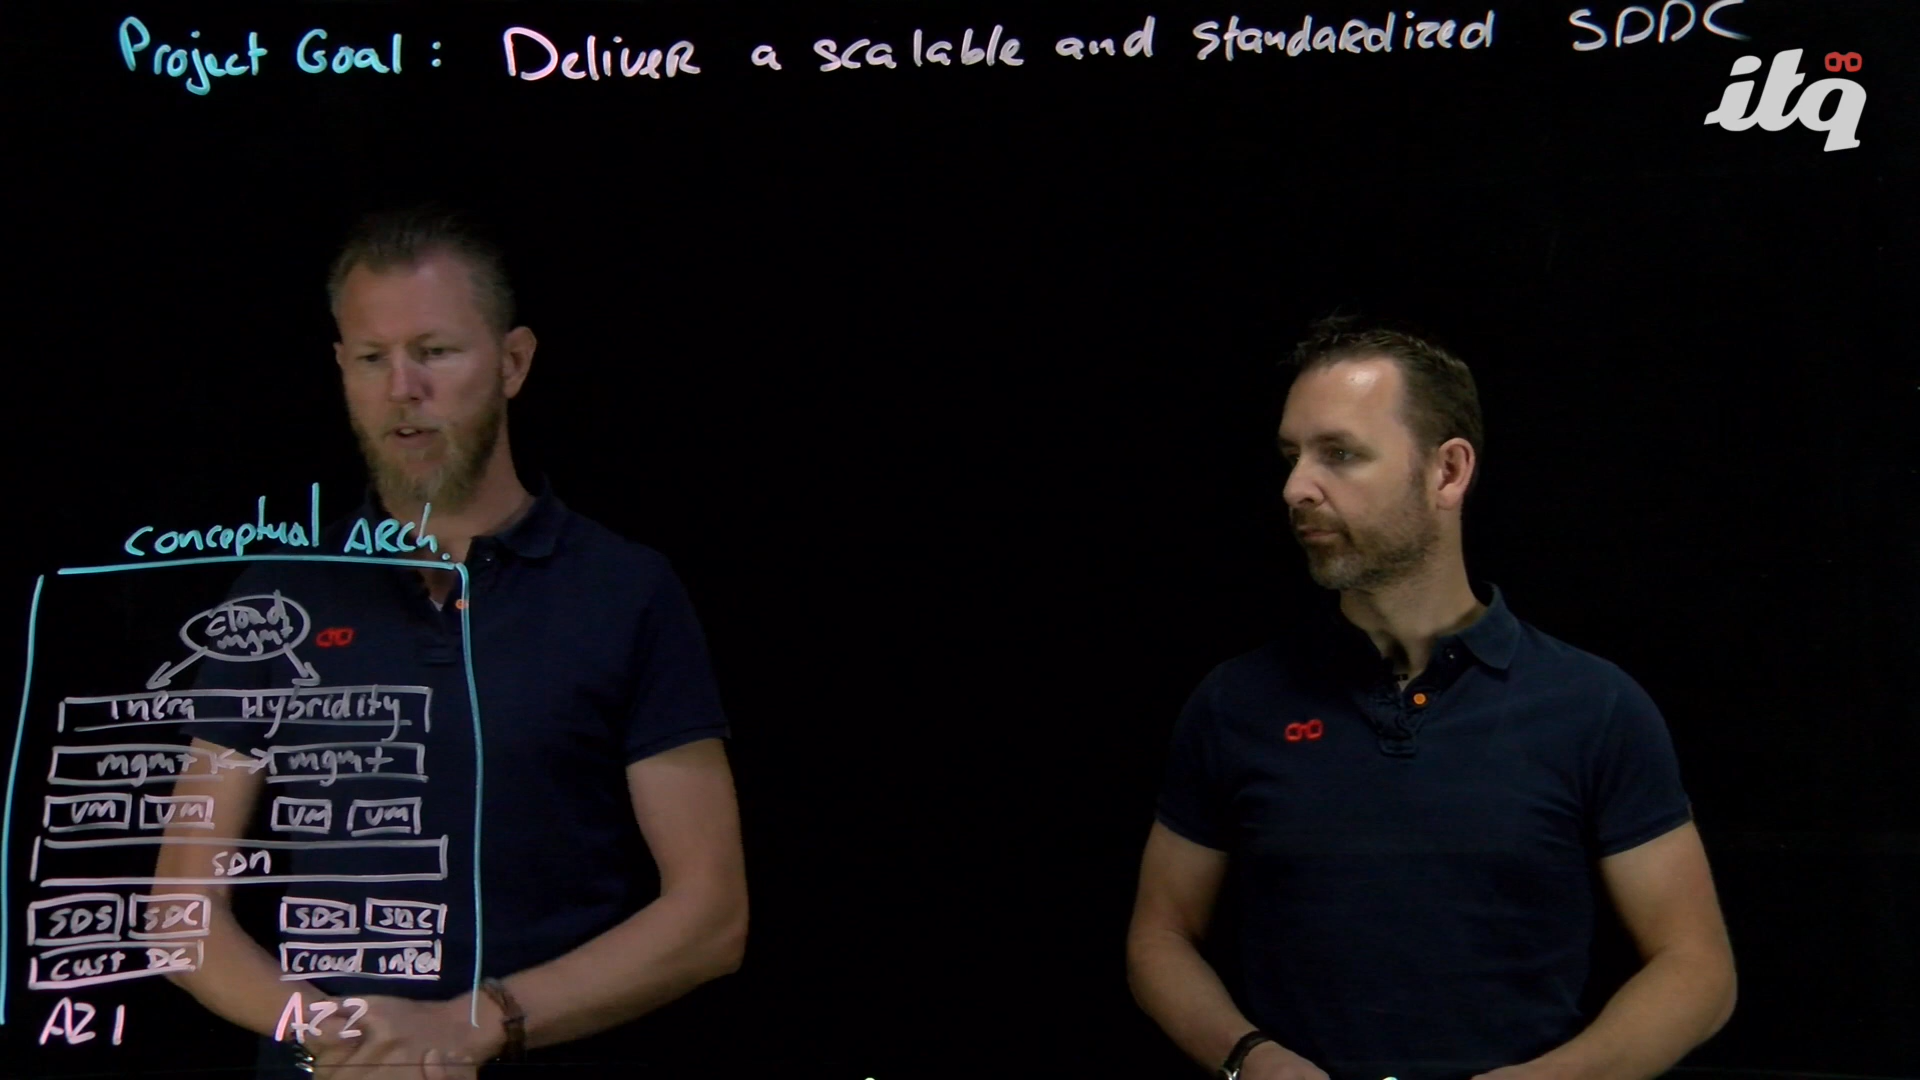 Project Goal: Deliver a scalable and standardized SDDC
itq
Conceptual ARCh.
cloud
mgmt
Infra Hybridity
mgmt mgmt
VM VM VM VM
SDN
SDS SDC SDS SDC
Cust DC Cloud infra
AZ1 AZ2